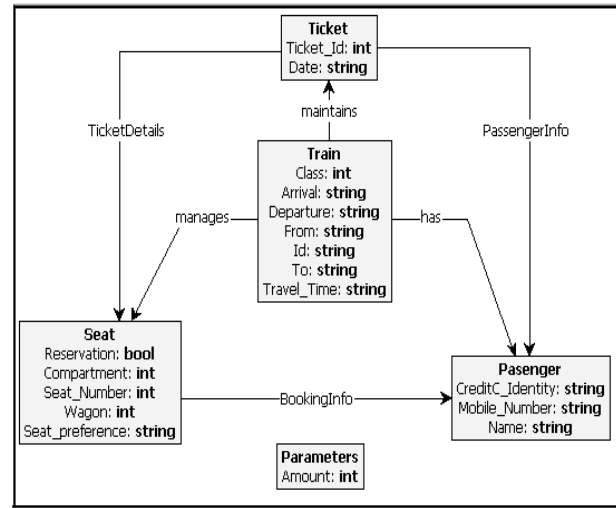 Ticket
Ticket_Id: int
Date: string
maintains
TicketDetails
PassengerInfo
Train
Class: int
Arrival: string
Departure: string
From: string
Id: string
To: string
Travel_Time: string
manages
has
Seat
Reservation: bool
Compartment: int
Seat_Number: int
Wagon: int
Seat_preference: string
BookingInfo
Pasenger
CreditC_Identity: string
Mobile_Number: string
Name: string
Parameters
Amount: int